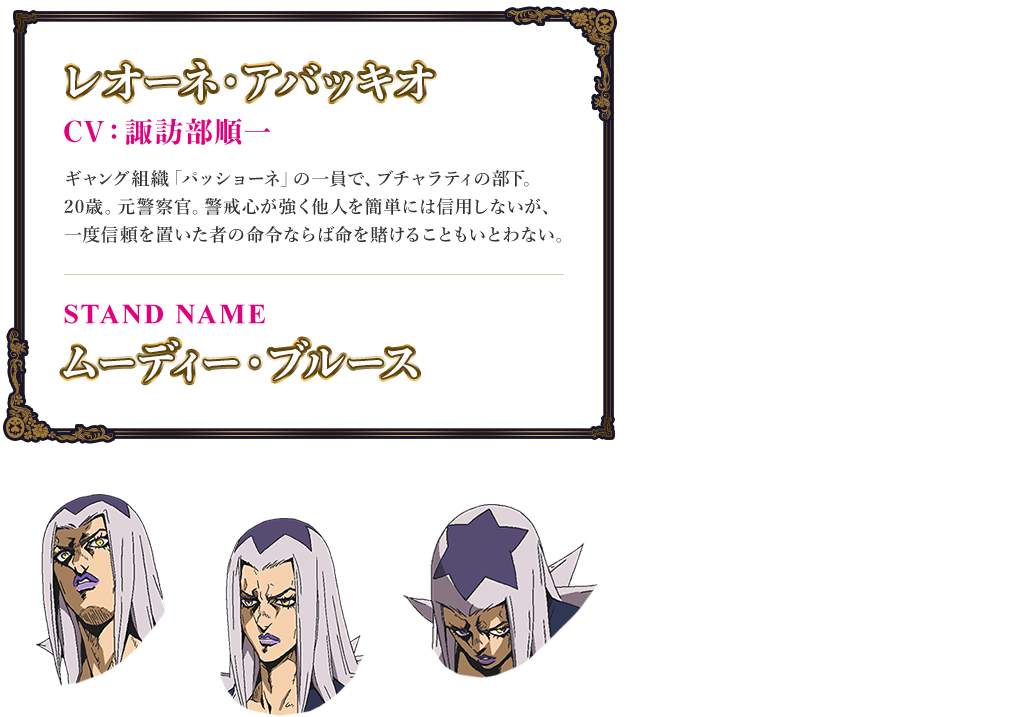 レオーネ・アバッキオ
CV：諏訪部順一
ギャング組織「パッショーネ」の一員で、ブチャラティの部下。
20歳。元警察官。警戒心が強く他人を簡単には信用しないが、
一度信頼を置いた者の命令ならば命を賭けることもいとわない。
STAND NAME
ムーディー・ブルース